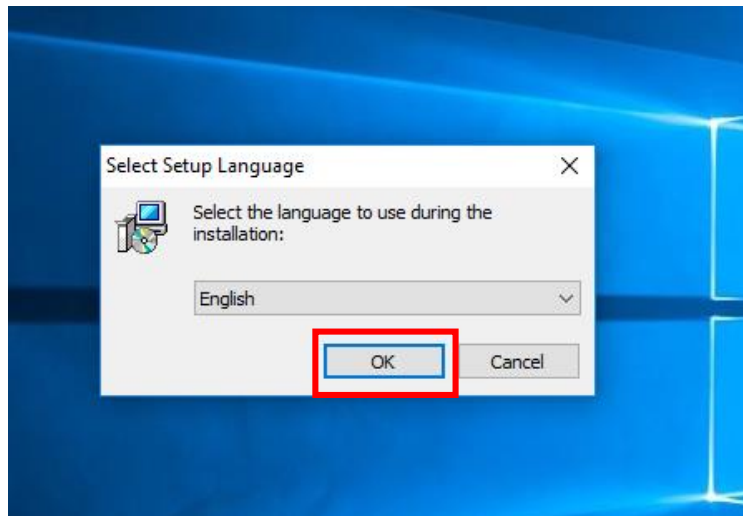 Select Setup Language
Select the language to use during the
installation:
English
OK Cancel